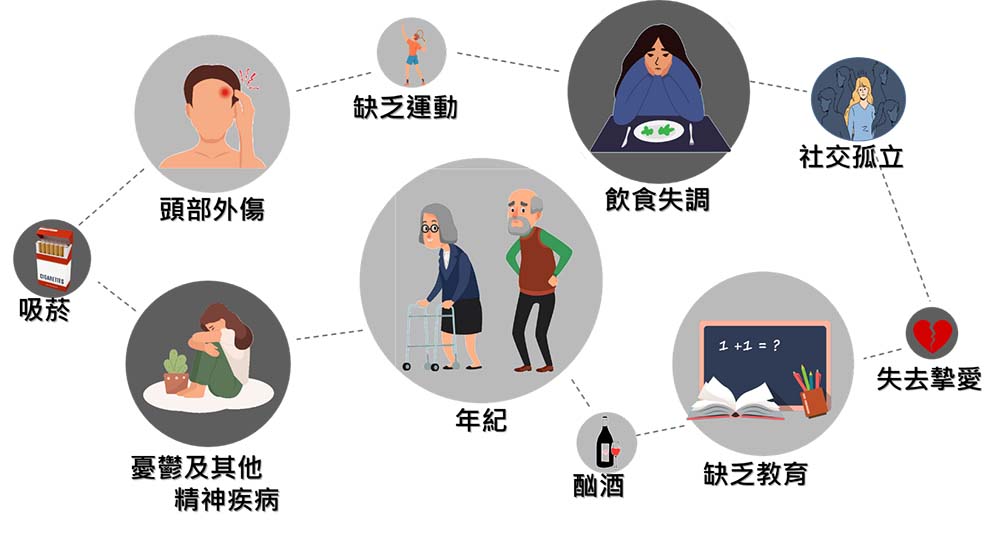 缺乏運動
社交孤立
飲食失調
頭部外傷
吸菸
CIGARETTES
1 +1 = ?
失去摯愛
年紀
憂鬱及其他
精神疾病
酗酒
缺乏教育